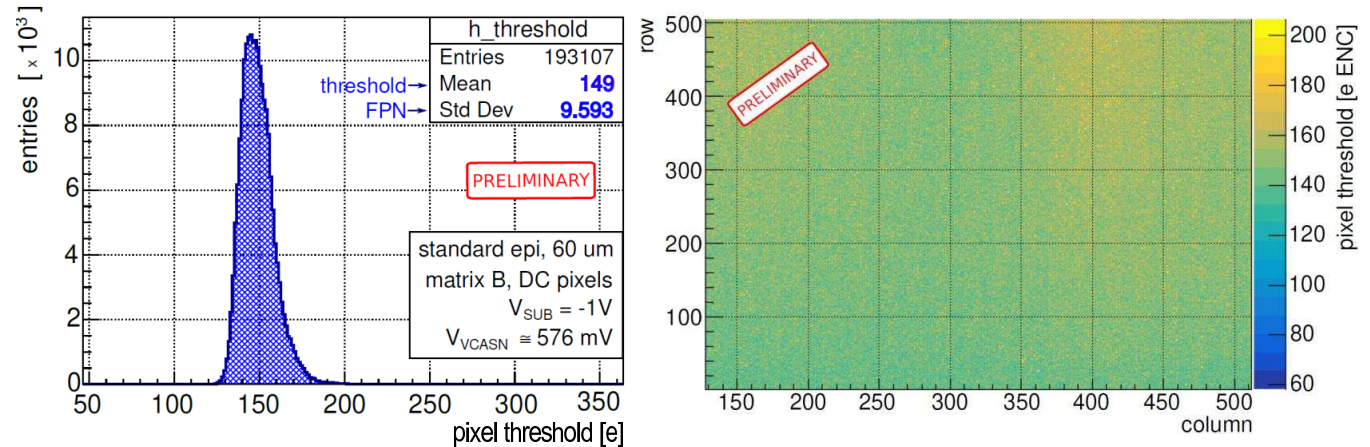 entries [ x 10³]
10
8
6
4
2
0
50 100 150 200 250 300 350
pixel threshold [e]
h_threshold
Entries 193107
threshold → Mean 149
FPN → Std Dev 9.593
PRELIMINARY
standard epi, 60 um
matrix B, DC pixels
V_SUB = -1V
V_VCASN ≅ 576 mV
row
500
400
300
200
100
150 200 250 300 350 400 450 500
column
PRELIMINARY
200
180
160
140
120
100
80
60
pixel threshold [e ENC]